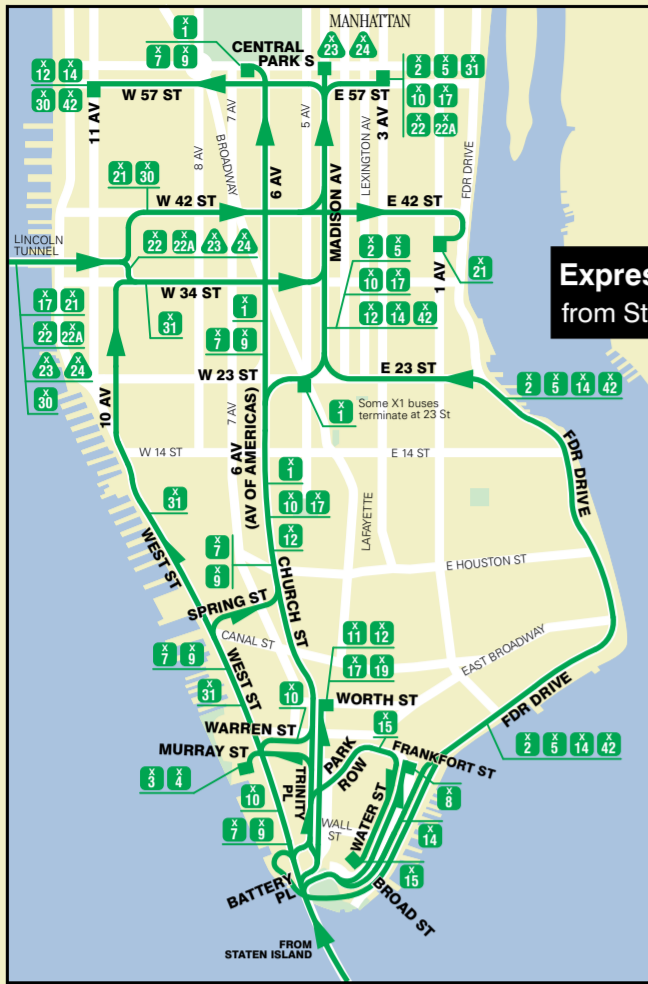 MANHATTAN
X 1
X 7 X 9
CENTRAL
PARK S
X 23 X 24
X 12 X 14
X 30 X 42
X 2 X 5 X 31
X 10 X 17
X 22 X 22A
W 57 ST
E 57 ST
11 AV
8 AV
7 AV
BROADWAY
6 AV
5 AV
MADISON AV
LEXINGTON AV
3 AV
FDR DRIVE
X 21 X 30
W 42 ST
E 42 ST
LINCOLN
TUNNEL
X 22 X 22A X 23 X 24
X 2 X 5
X 10 X 17
X 12 X 14 X 42
1 AV
X 21
Expres
from St
X 17 X 21
X 22 X 22A
X 23 X 24
X 30
W 34 ST
X 31
X 1
X 7 X 9
10 AV
W 23 ST
E 23 ST
X 1
Some X1 buses
terminate at 23 St
X 2 X 5 X 14 X 42
7 AV
6 AV
(AV OF AMERICAS)
W 14 ST
E 14 ST
FDR DRIVE
X 1
X 10 X 17
X 12
LAFAYETTE
X 31
WEST ST
X 7
X 9
E HOUSTON ST
CHURCH ST
SPRING ST
CANAL ST
X 11 X 12
X 17 X 19
EAST BROADWAY
X 7 X 9
X 31
WEST ST
X 10
WORTH ST
FDR DRIVE
WARREN ST
X 15
X 2 X 5 X 14 X 42
MURRAY ST
PARK
ROW
FRANKFORT ST
X 3 X 4
X 8
X 10
TRINITY
PL
X 7 X 9
WALL
ST
WATER ST
X 14
X 15
BATTERY
PL
BROAD ST
FROM
STATEN ISLAND